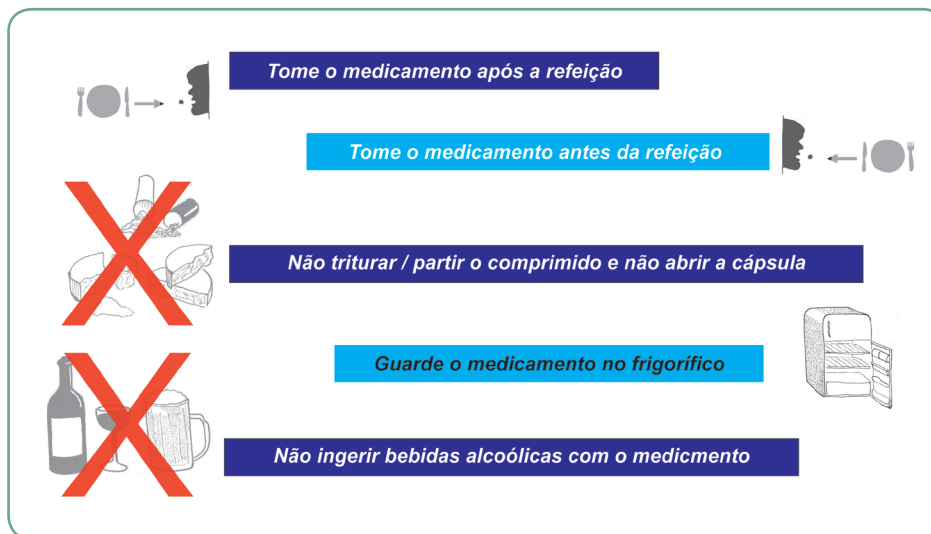 Tome o medicamento após a refeição
Tome o medicamento antes da refeição
Não triturar / partir o comprimido e não abrir a cápsula
Guarde o medicamento no frigorífico
Não ingerir bebidas alcoólicas com o medicmento